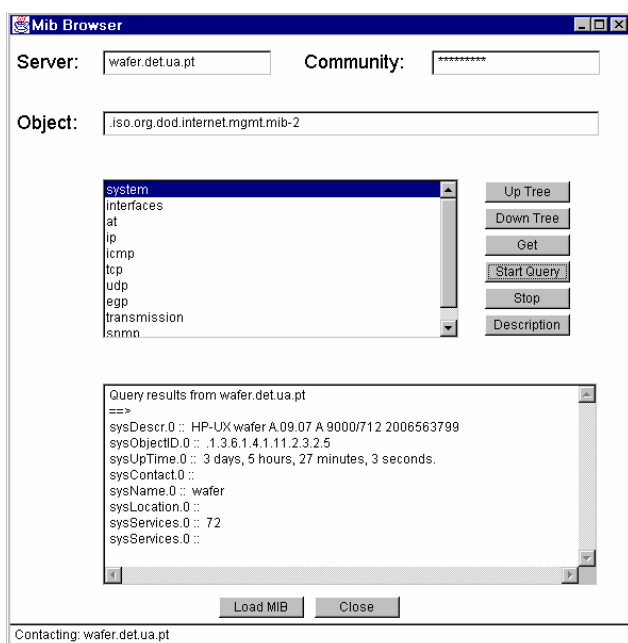 Mib Browser
Server: wafer.det.ua.pt Community: *********
Object: .iso.org.dod.internet.mgmt.mib-2
system
interfaces
at
ip
icmp
tcp
udp
egp
transmission
snmp
Up Tree
Down Tree
Get
Start Query
Stop
Description
Query results from wafer.det.ua.pt
==>
sysDescr.0 :: HP-UX wafer A.09.07 A 9000/712 2006563799
sysObjectID.0 :: .1.3.6.1.4.1.11.2.3.2.5
sysUpTime.0 :: 3 days, 5 hours, 27 minutes, 3 seconds.
sysContact.0 ::
sysName.0 :: wafer
sysLocation.0 ::
sysServices.0 :: 72
sysServices.0 ::
Load MIB Close
Contacting: wafer.det.ua.pt